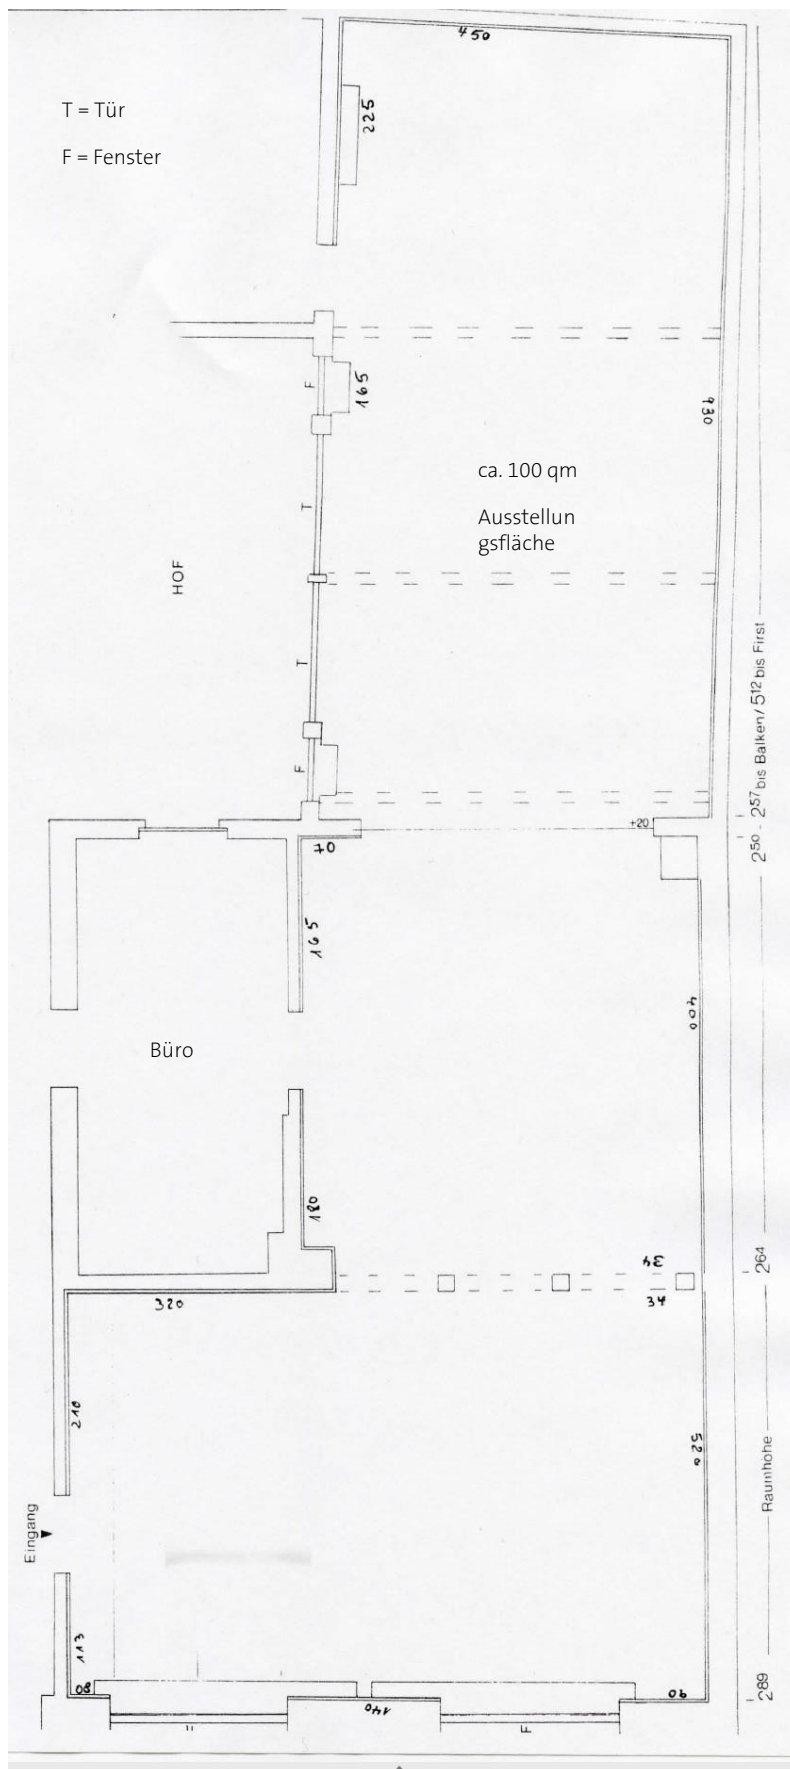 450
T = Tür
225
F = Fenster
F
165
930
ca. 100 qm
T
Ausstellun
gsfläche
HOF
T
F
250 - 257 bis Balken / 512 bis First
+20
70
165
400
Büro
180
34
264
320
34
210
520
Raumhöhe
Eingang
113
80
140
90
289
F